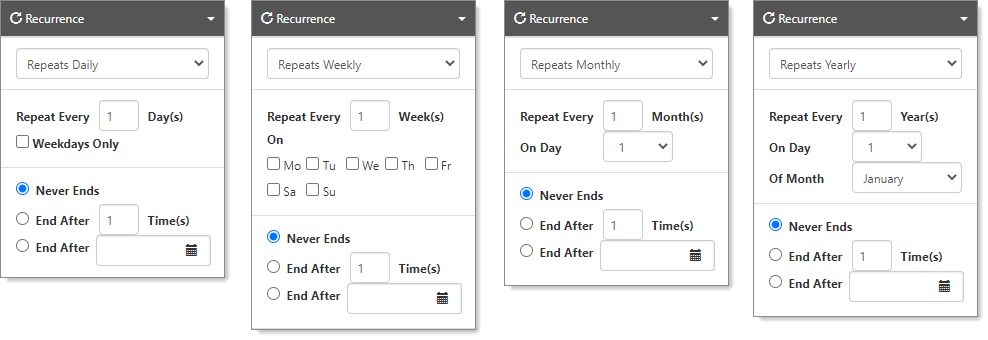 Recurrence
Repeats Daily
Repeat Every 1 Day(s)
Weekdays Only
Never Ends
End After 1 Time(s)
End After
Recurrence
Repeats Weekly
Repeat Every 1 Week(s)
On
Mo Tu We Th Fr
Sa Su
Never Ends
End After 1 Time(s)
End After
Recurrence
Repeats Monthly
Repeat Every 1 Month(s)
On Day 1
Never Ends
End After 1 Time(s)
End After
Recurrence
Repeats Yearly
Repeat Every 1 Year(s)
On Day 1
Of Month January
Never Ends
End After 1 Time(s)
End After